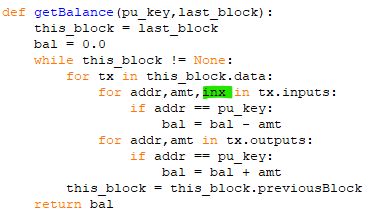 def getBalance(pu_key,last_block):
    this_block = last_block
    bal = 0.0
    while this_block != None:
        for tx in this_block.data:
            for addr,amt,inx in tx.inputs:
                if addr == pu_key:
                    bal = bal - amt
            for addr,amt in tx.outputs:
                if addr == pu_key:
                    bal = bal + amt
        this_block = this_block.previousBlock
    return bal